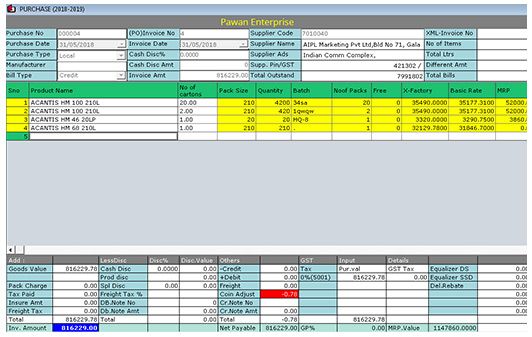 PURCHASE (2018-2019)
Pawan Enterprise
Purchase No 000004 (PO)Invoice No 4 Supplier Code 7010040 XML-Invoice No
Purchase Date 31/05/2018 Invoice Date 31/05/2018 Supplier Name AIPL Marketing Pvt Ltd,Bld No 71, Gala No of Items
Purchase Type Local Cash Disc% 0.0000 Supplier Ads Indian Comm Complex, Total Ltrs
Manufacturer Cash Disc Amt 0 Supp. Pin/GST 421302 / Different Amt
Bill Type Credit Invoice Amt 816229.00 Total Outstand 7991802 Total Bills
Sno Product Name No of cartons Pack Size Quantity Batch Noof Packs Free X-Factory Basic Rate MRP
1 ACANTIS HM 100 210L 20.00 210 4200 34sa 20 0 35490.0000 35177.3100 52000.
2 ACANTIS HM 100 210L 2.00 210 420 1qwqw 2 0 35490.0000 35177.3100 52000.
3 ACANTIS HM 46 20LP 1.00 20 20 HQ-8 1 0 3320.0000 3290.7500 3860.
4 ACANTIS HM 68 210L 1.00 210 210 . 1 0 32129.7800 31846.7000
5
Add : LessDisc Disc% Disc.Value Others GST Input Details
Goods Value 816229.78 Cash Disc 0.0000 0.00 -Credit 0.00 Tax Pur.val GST Tax Equalizer DS 0.00
Prod disc 0.00 +Debit 0.00 0%(5001) 816229.78 0.00 Equalizer SSD 0.00
Pack Charge 0.00 Spl Disc 0.00 0.00 Freight 0.00 Del.Rebate 0.00
Tax Paid 0.00 Freight Tax % Coin Adjust -0.78
Insure Amt 0.00 DB.Note No 0 Cr.Note No
Freight Tax 0.00 Db.Note Amt 0.00 Cr.Note Amt 0.00
Total 816229.78 Total 0.00 Total -0.78 816229.78
Inv. Amount 816229.00 Net Payable 816229.00 GP% 0.00 MRP.Value 1147860.0000